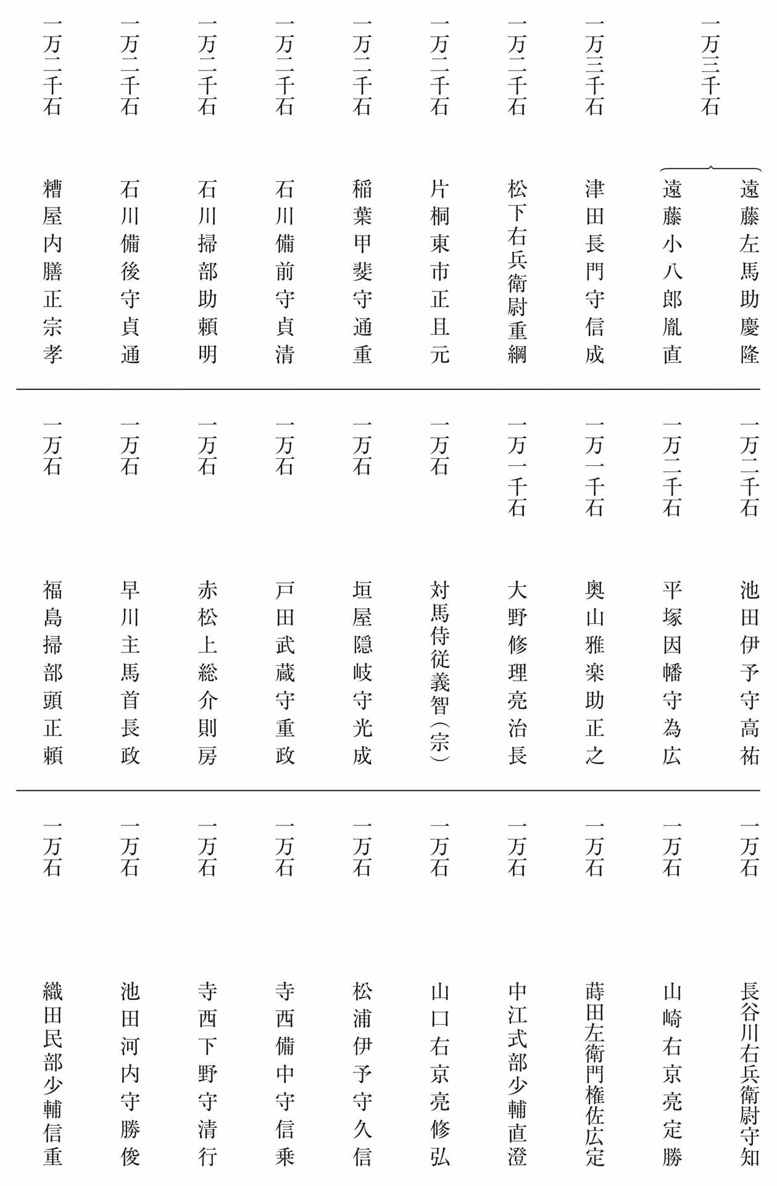 一万三千石
遠藤左馬助慶隆
遠藤小八郎胤直
一万三千石 津田長門守信成
一万二千石 松下右兵衛尉重綱
一万二千石 片桐東市正且元
一万二千石 稲葉甲斐守通重
一万二千石 石川備前守貞清
一万二千石 石川掃部助頼明
一万二千石 石川備後守貞通
一万二千石 糟屋内膳正宗孝
一万二千石 池田伊予守高祐
一万二千石 平塚因幡守為広
一万一千石 奥山雅楽助正之
一万一千石 大野修理亮治長
一万石 対馬侍従義智（宗）
一万石 垣屋隠岐守光成
一万石 戸田武蔵守重政
一万石 赤松上総介則房
一万石 早川主馬首長政
一万石 福島掃部頭正頼
一万石 長谷川右兵衛尉守知
一万石 山崎右京亮定勝
一万石 蒔田左衛門権佐広定
一万石 中江式部少輔直澄
一万石 山口右京亮修弘
一万石 松浦伊予守久信
一万石 寺西備中守信乗
一万石 寺西下野守清行
一万石 池田河内守勝俊
一万石 織田民部少輔信重